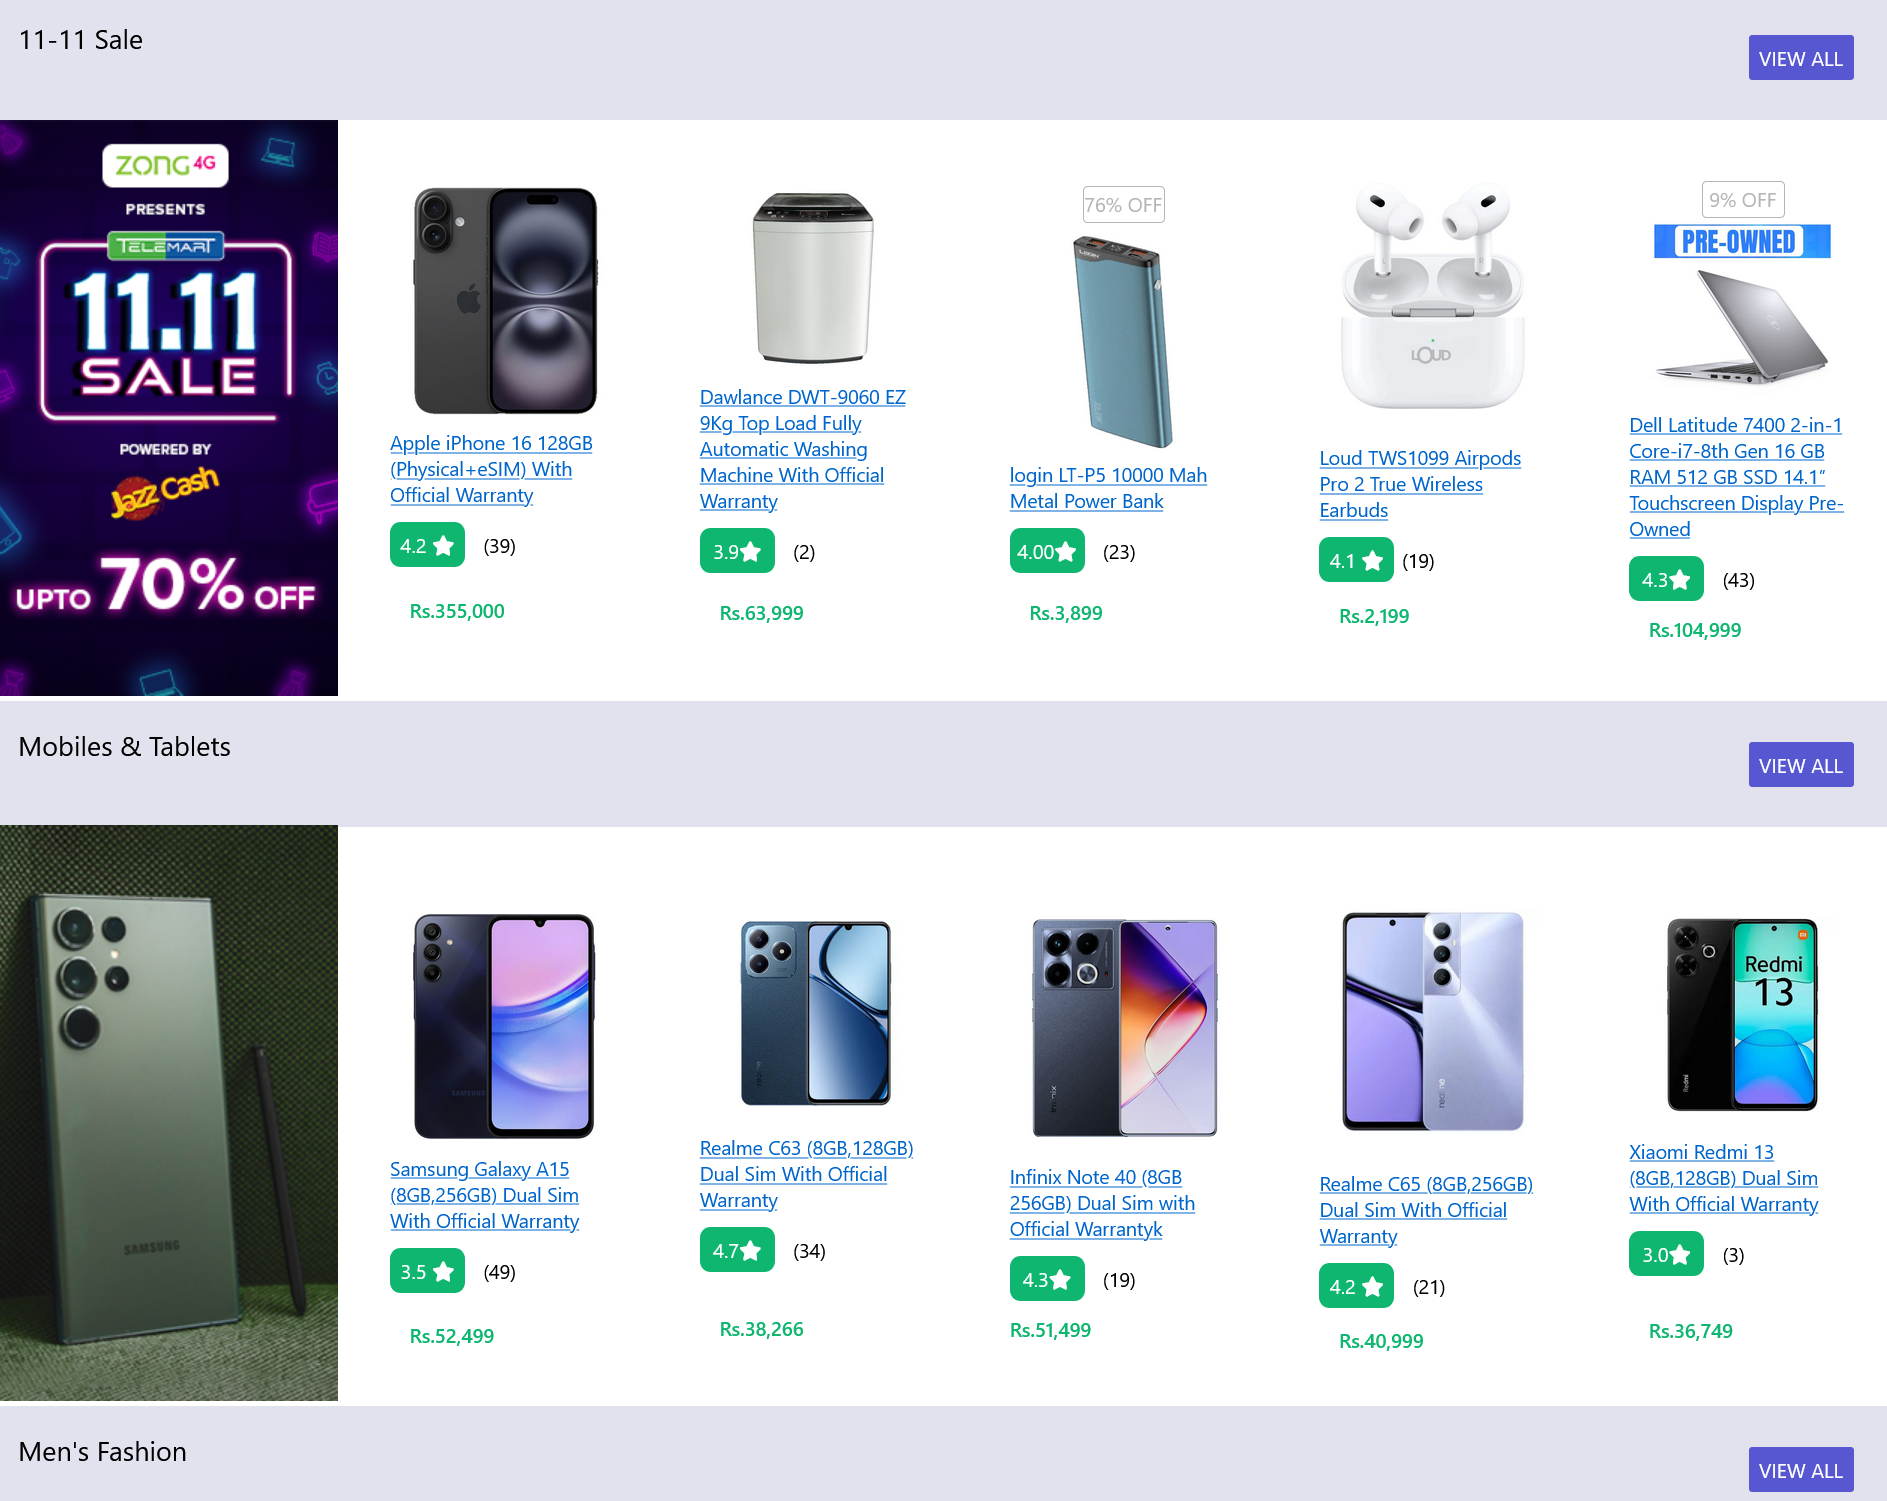 11-11 Sale
VIEW ALL
ZONG 4G
PRESENTS
TELEMART
11.11
SALE
POWERED BY
Jazz Cash
UPTO 70% OFF
Apple iPhone 16 128GB
(Physical+eSIM) With
Official Warranty
4.2
(39)
Rs.355,000
Dawlance DWT-9060 EZ
9Kg Top Load Fully
Automatic Washing
Machine With Official
Warranty
3.9
(2)
Rs.63,999
76% OFF
LOGIN
login LT-P5 10000 Mah
Metal Power Bank
4.00
(23)
Rs.3,899
LOUD
Loud TWS1099 Airpods
Pro 2 True Wireless
Earbuds
4.1
(19)
Rs.2,199
9% OFF
PRE-OWNED
Dell Latitude 7400 2-in-1
Core-i7-8th Gen 16 GB
RAM 512 GB SSD 14.1”
Touchscreen Display Pre-
Owned
4.3
(43)
Rs.104,999
Mobiles & Tablets
VIEW ALL
SAMSUNG
SAMSUNG
Samsung Galaxy A15
(8GB,256GB) Dual Sim
With Official Warranty
3.5
(49)
Rs.52,499
realme
Realme C63 (8GB,128GB)
Dual Sim With Official
Warranty
4.7
(34)
Rs.38,266
Infinix
Infinix Note 40 (8GB
256GB) Dual Sim with
Official Warrantyk
4.3
(19)
Rs.51,499
realme
Realme C65 (8GB,256GB)
Dual Sim With Official
Warranty
4.2
(21)
Rs.40,999
Redmi
Redmi
13
Xiaomi Redmi 13
(8GB,128GB) Dual Sim
With Official Warranty
3.0
(3)
Rs.36,749
Men's Fashion
VIEW ALL